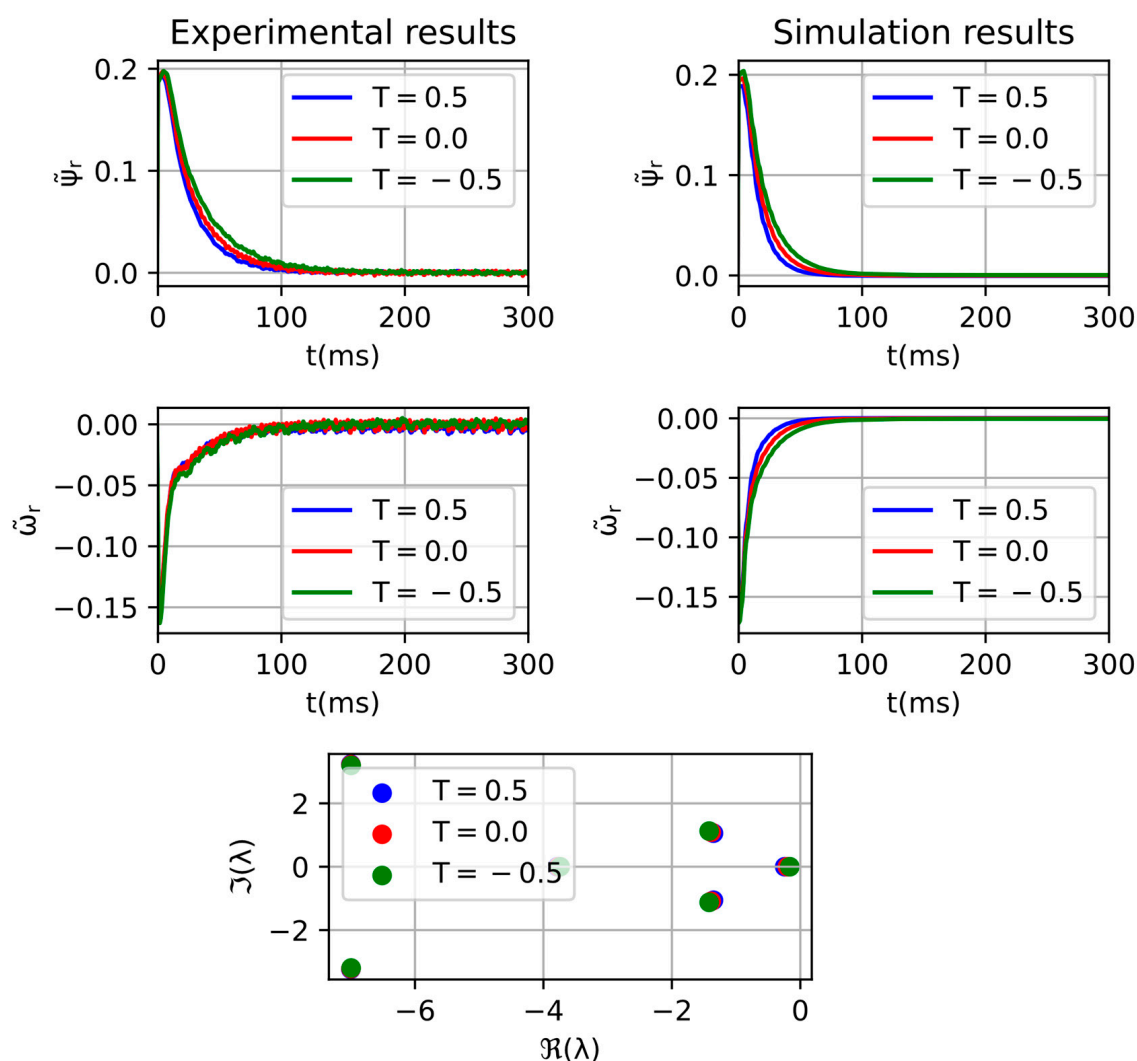 Experimental results
Simulation results
0.2
0.1
0.0
ψ̃r
T = 0.5
T = 0.0
T = −0.5
0 100 200 300
t(ms)
0.2
0.1
0.0
ψ̃r
T = 0.5
T = 0.0
T = −0.5
0 100 200 300
t(ms)
0.00
−0.05
−0.10
−0.15
ω̃r
T = 0.5
T = 0.0
T = −0.5
0 100 200 300
t(ms)
0.00
−0.05
−0.10
−0.15
ω̃r
T = 0.5
T = 0.0
T = −0.5
0 100 200 300
t(ms)
2
0
−2
ℑ(λ)
T = 0.5
T = 0.0
T = −0.5
−6 −4 −2 0
ℜ(λ)